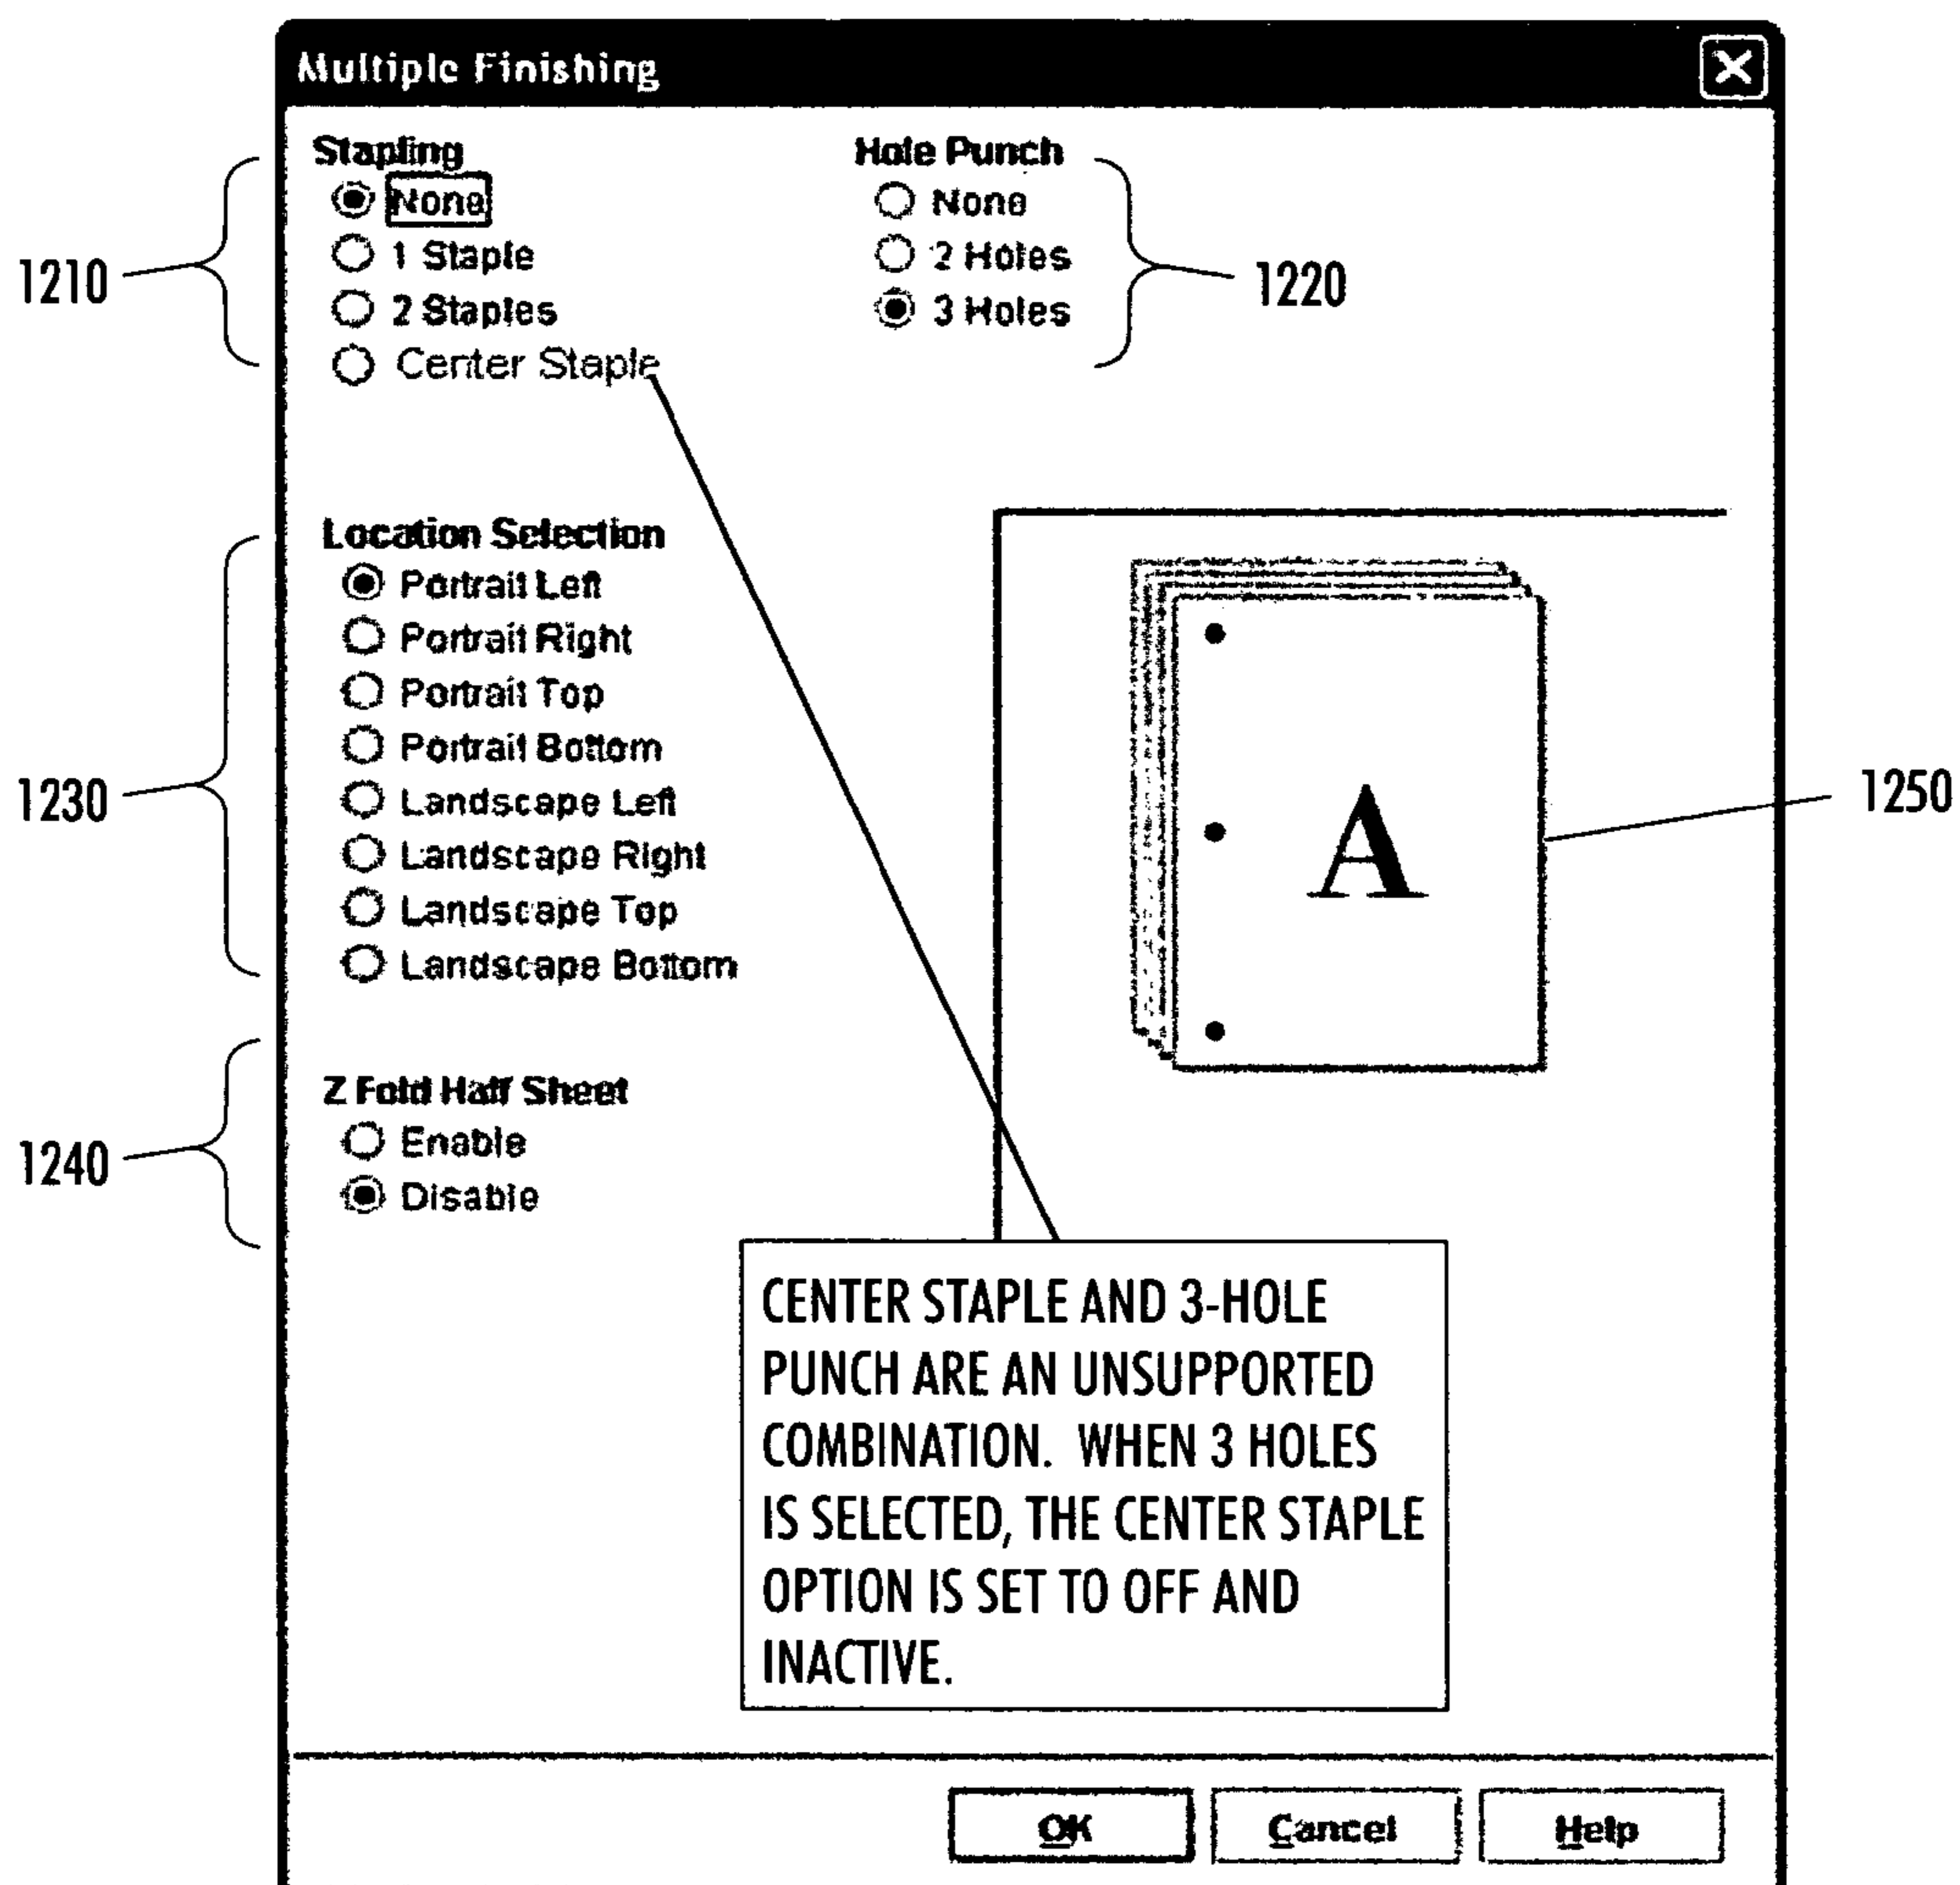 Multiple Finishing
Stapling
None
1 Staple
2 Staples
Center Staple
1210
Hole Punch
None
2 Holes
3 Holes
1220
Location Selection
Portrait Left
Portrait Right
Portrait Top
Portrait Bottom
Landscape Left
Landscape Right
Landscape Top
Landscape Bottom
1230
A
1250
Z Fold Half Sheet
Enable
Disable
1240
CENTER STAPLE AND 3-HOLE
PUNCH ARE AN UNSUPPORTED
COMBINATION. WHEN 3 HOLES
IS SELECTED, THE CENTER STAPLE
OPTION IS SET TO OFF AND
INACTIVE.
OK
Cancel
Help